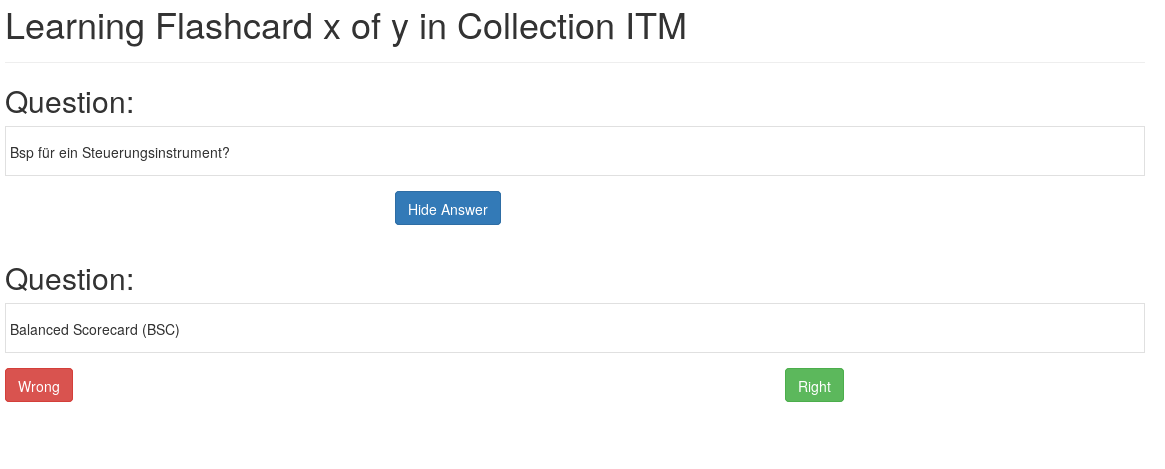 Learning Flashcard x of y in Collection ITM
Question:
Bsp für ein Steuerungsinstrument?
Hide Answer
Question:
Balanced Scorecard (BSC)
Wrong Right